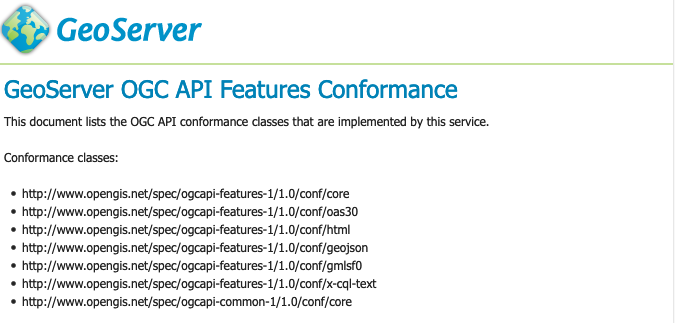 GeoServer
GeoServer OGC API Features Conformance
This document lists the OGC API conformance classes that are implemented by this service.
Conformance classes:
• http://www.opengis.net/spec/ogcapi-features-1/1.0/conf/core
• http://www.opengis.net/spec/ogcapi-features-1/1.0/conf/oas30
• http://www.opengis.net/spec/ogcapi-features-1/1.0/conf/html
• http://www.opengis.net/spec/ogcapi-features-1/1.0/conf/geojson
• http://www.opengis.net/spec/ogcapi-features-1/1.0/conf/gmlsf0
• http://www.opengis.net/spec/ogcapi-features-1/1.0/conf/x-cql-text
• http://www.opengis.net/spec/ogcapi-common-1/1.0/conf/core